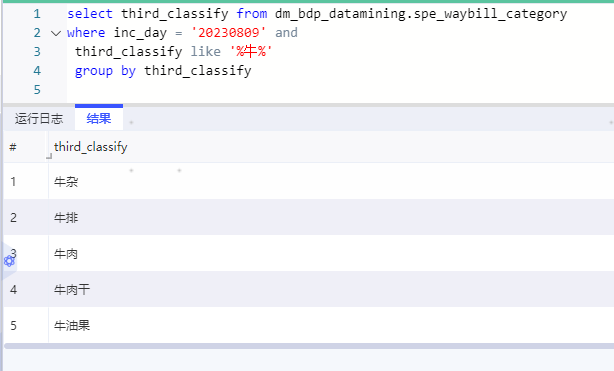 1 select third_classify from dm_bdp_datamining.spe_waybill_category
2 where inc_day = '20230809' and
3 third_classify like '%牛%'
4 group by third_classify
5
运行日志 结果
# third_classify
1 牛杂
2 牛排
3 牛肉
4 牛肉干
5 牛油果